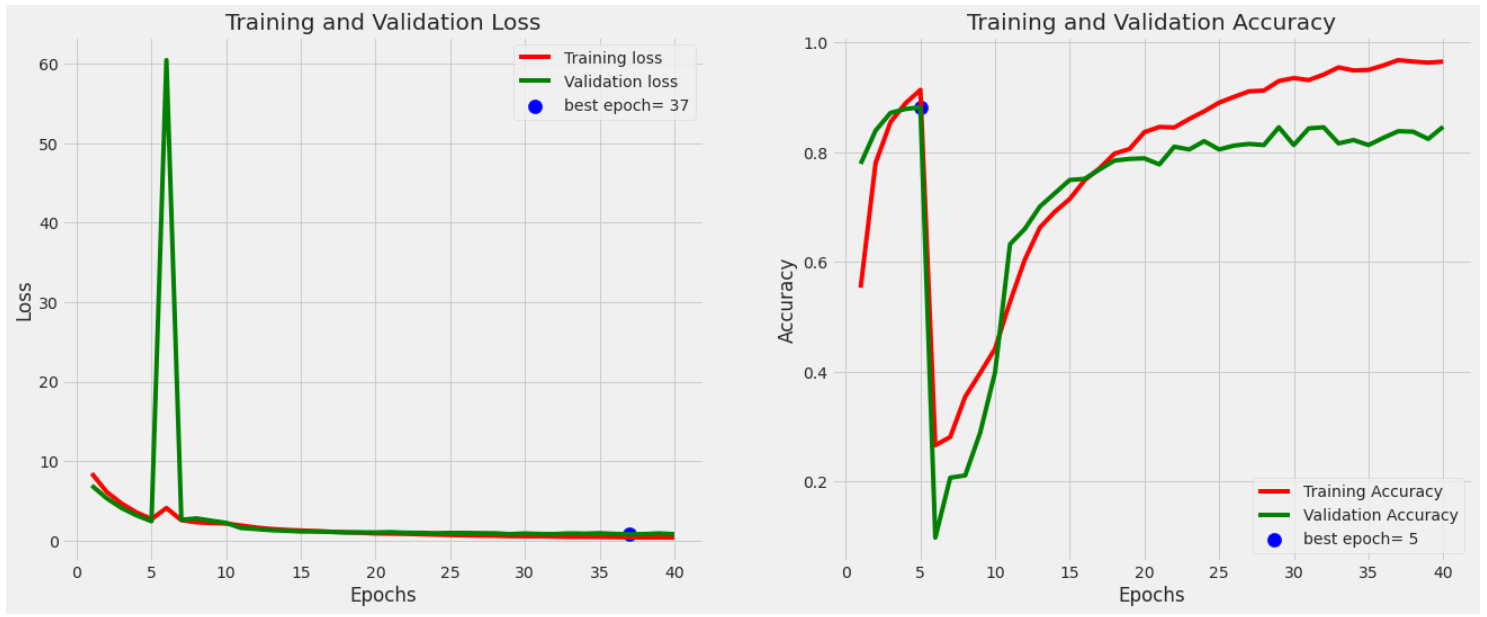 Training and Validation Loss
Training loss
Validation loss
best epoch= 37
60
50
40
30
20
10
0
Loss
0 5 10 15 20 25 30 35 40
Epochs
Training and Validation Accuracy
1.0
0.8
0.6
0.4
0.2
Accuracy
Training Accuracy
Validation Accuracy
best epoch= 5
0 5 10 15 20 25 30 35 40
Epochs